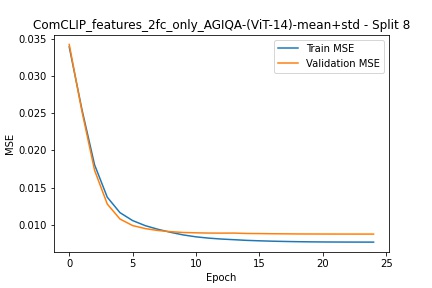 ComCLIP_features_2fc_only_AGIQA-(ViT-14)-mean+std - Split 8
0.035
0.030
0.025
0.020
0.015
0.010
MSE
Train MSE
Validation MSE
0 5 10 15 20 25
Epoch